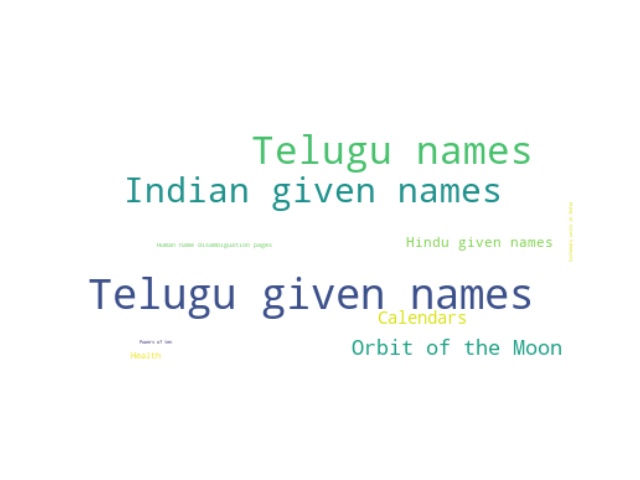 Telugu names
Indian given names
Hindu given names
Human name disambiguation pages
Telugu given names
Calendars
Powers of ten
Orbit of the Moon
Health